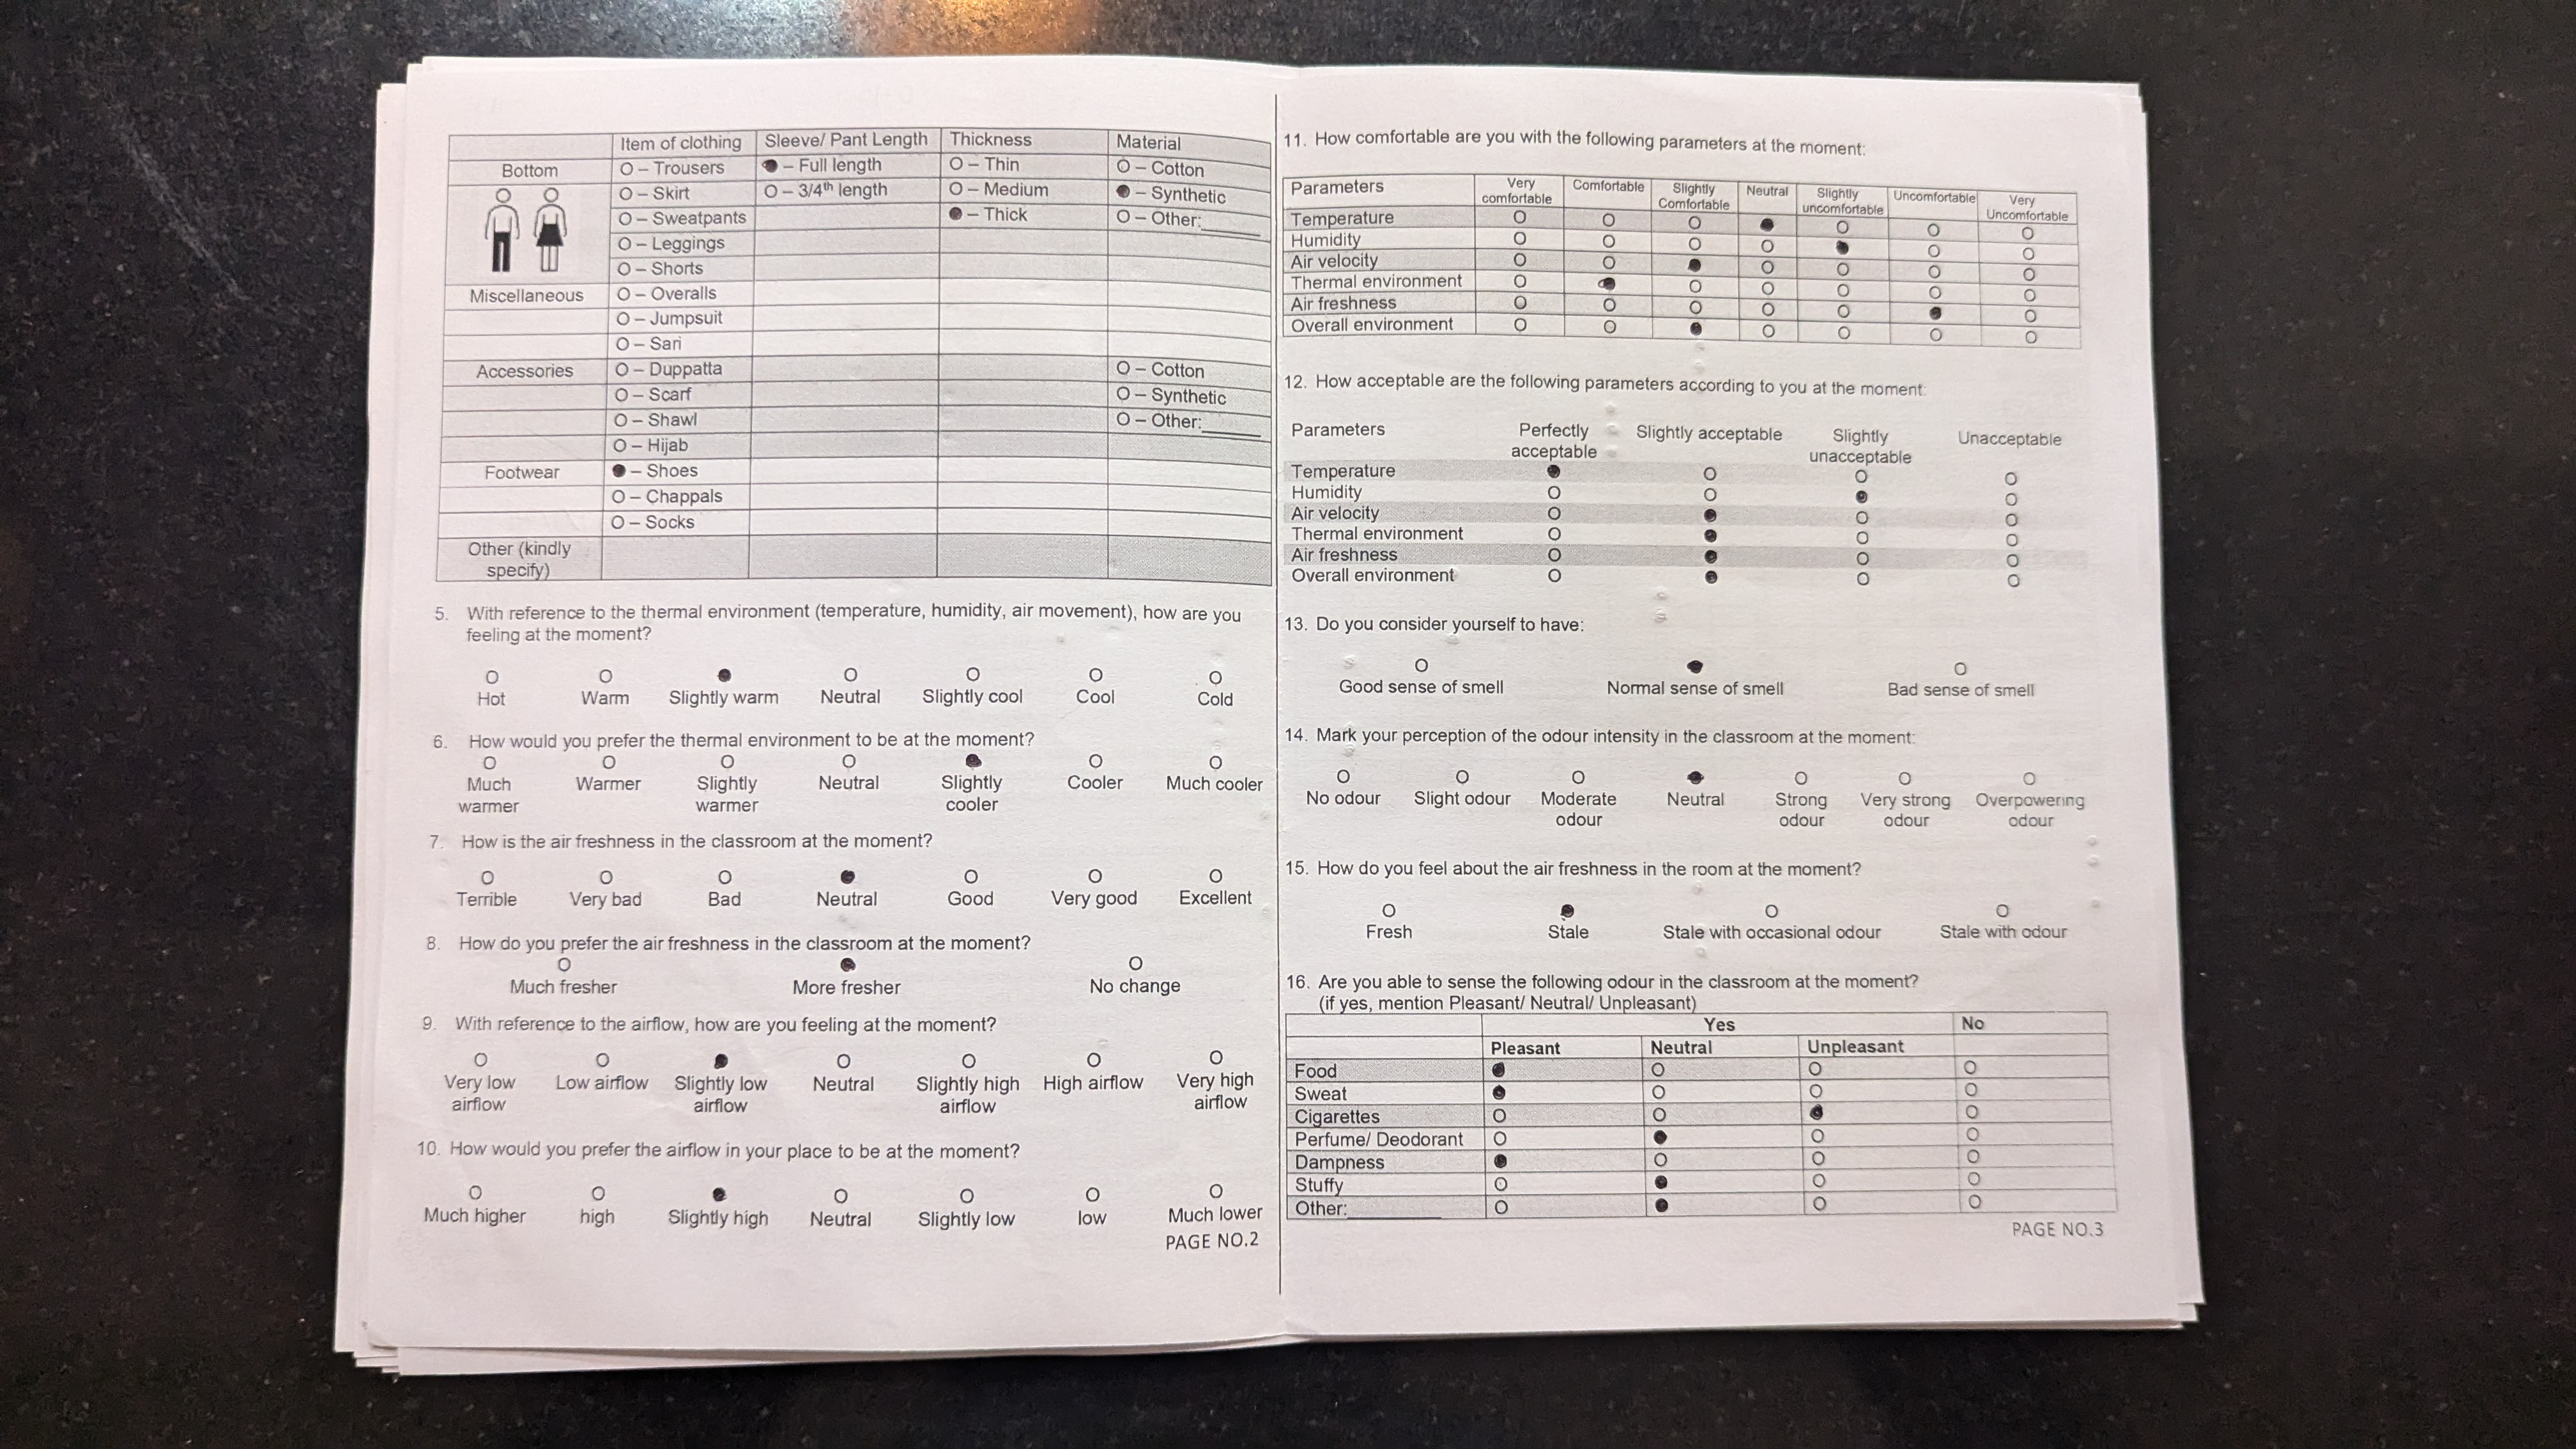 Item of clothing Sleeve/ Pant Length Thickness Material
Bottom O – Trousers ● – Full length O – Thin O – Cotton
O – Skirt O – 3/4th length O – Medium ● – Synthetic
O – Sweatpants ● – Thick O – Other:______
O – Leggings
O – Shorts
Miscellaneous O – Overalls
O – Jumpsuit
O – Sari
Accessories O – Duppatta O – Cotton
O – Scarf O – Synthetic
O – Shawl O – Other:______
O – Hijab
Footwear ● – Shoes
O – Chappals
O – Socks
Other (kindly
specify)
5. With reference to the thermal environment (temperature, humidity, air movement), how are you
feeling at the moment?
O O ● O O O O
Hot Warm Slightly warm Neutral Slightly cool Cool Cold
6. How would you prefer the thermal environment to be at the moment?
O O O O ● O O
Much Warmer Slightly Neutral Slightly Cooler Much cooler
warmer warmer cooler
7. How is the air freshness in the classroom at the moment?
O O O ● O O O
Terrible Very bad Bad Neutral Good Very good Excellent
8. How do you prefer the air freshness in the classroom at the moment?
O ● O
Much fresher More fresher No change
9. With reference to the airflow, how are you feeling at the moment?
O O ● O O O O
Very low Low airflow Slightly low Neutral Slightly high High airflow Very high
airflow airflow airflow airflow
10. How would you prefer the airflow in your place to be at the moment?
O O ● O O O O
Much higher high Slightly high Neutral Slightly low low Much lower
PAGE NO.2
11. How comfortable are you with the following parameters at the moment:
Parameters Very Comfortable Slightly Neutral Slightly Uncomfortable Very
comfortable Comfortable uncomfortable Uncomfortable
Temperature O O O ● O O O
Humidity O O O O ● O O
Air velocity O O ● O O O O
Thermal environment O ● O O O O O
Air freshness O O O O O ● O
Overall environment O O ● O O O O
12. How acceptable are the following parameters according to you at the moment:
Parameters Perfectly Slightly acceptable Slightly Unacceptable
acceptable unacceptable
Temperature ● O O O
Humidity O O ● O
Air velocity O ● O O
Thermal environment O ● O O
Air freshness O ● O O
Overall environment O ● O O
13. Do you consider yourself to have:
O ● O
Good sense of smell Normal sense of smell Bad sense of smell
14. Mark your perception of the odour intensity in the classroom at the moment:
O O O ● O O O
No odour Slight odour Moderate Neutral Strong Very strong Overpowering
odour odour odour odour
15. How do you feel about the air freshness in the room at the moment?
O ● O O
Fresh Stale Stale with occasional odour Stale with odour
16. Are you able to sense the following odour in the classroom at the moment?
(if yes, mention Pleasant/ Neutral/ Unpleasant)
Yes No
Pleasant Neutral Unpleasant
Food ● O O O
Sweat ● O O O
Cigarettes O O ● O
Perfume/ Deodorant O ● O O
Dampness ● O O O
Stuffy O ● O O
Other:__________ O ● O O
PAGE NO.3